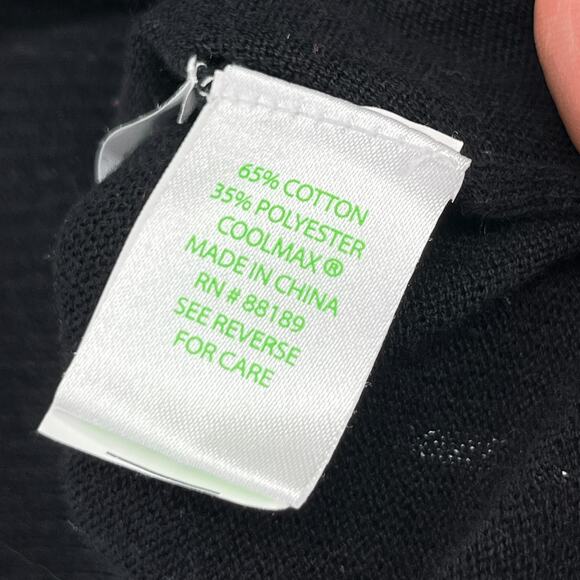 65% COTTON
35% POLYESTER
COOLMAX ®
MADE IN CHINA
RN # 88189
SEE REVERSE
FOR CARE